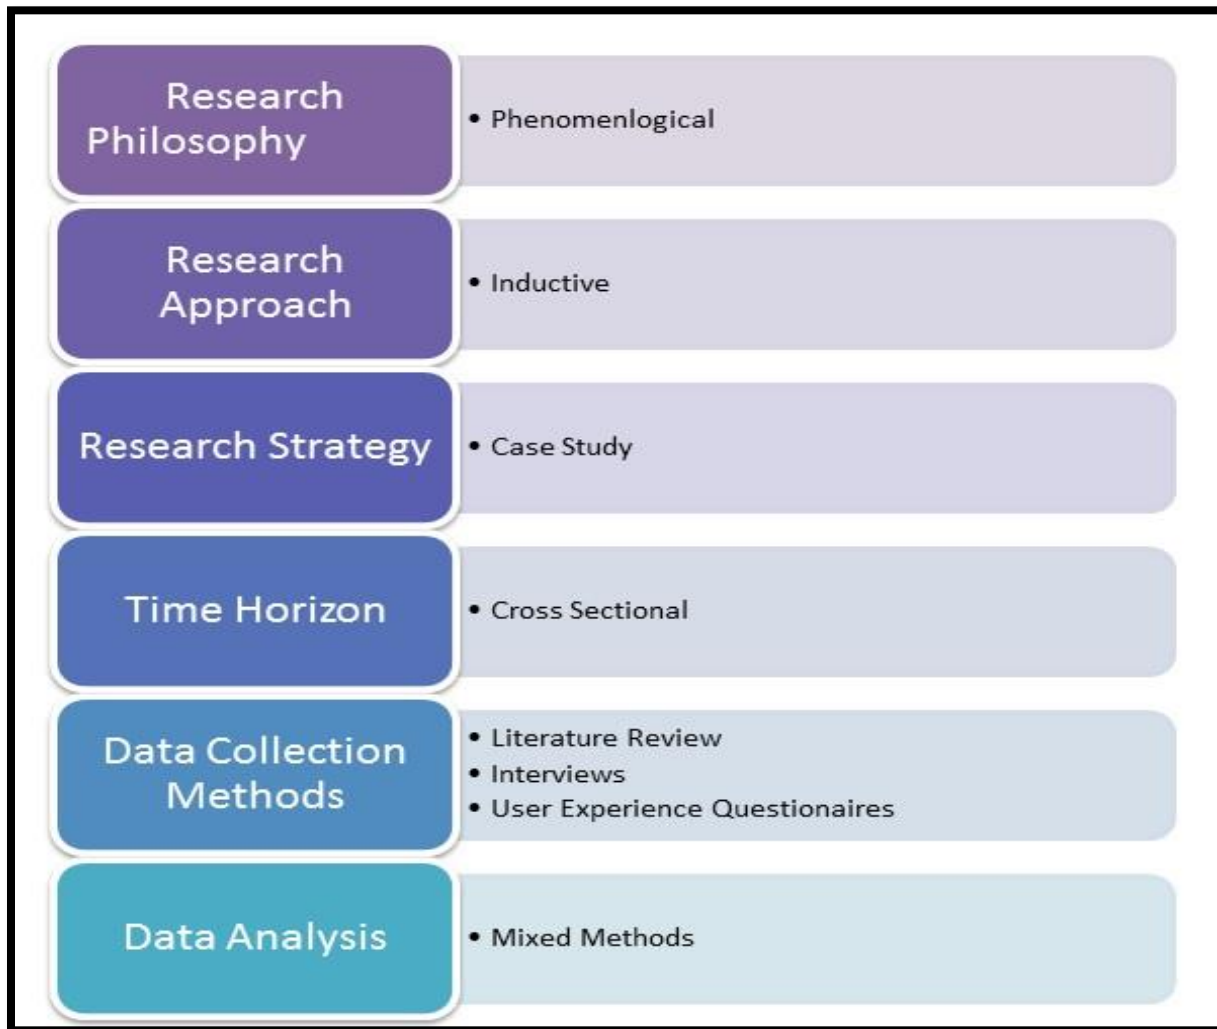 Research
Philosophy
• Phenomenlogical
Research
Approach
• Inductive
Research Strategy
• Case Study
Time Horizon
• Cross Sectional
Data Collection
Methods
• Literature Review
• Interviews
• User Experience Questionaires
Data Analysis
• Mixed Methods